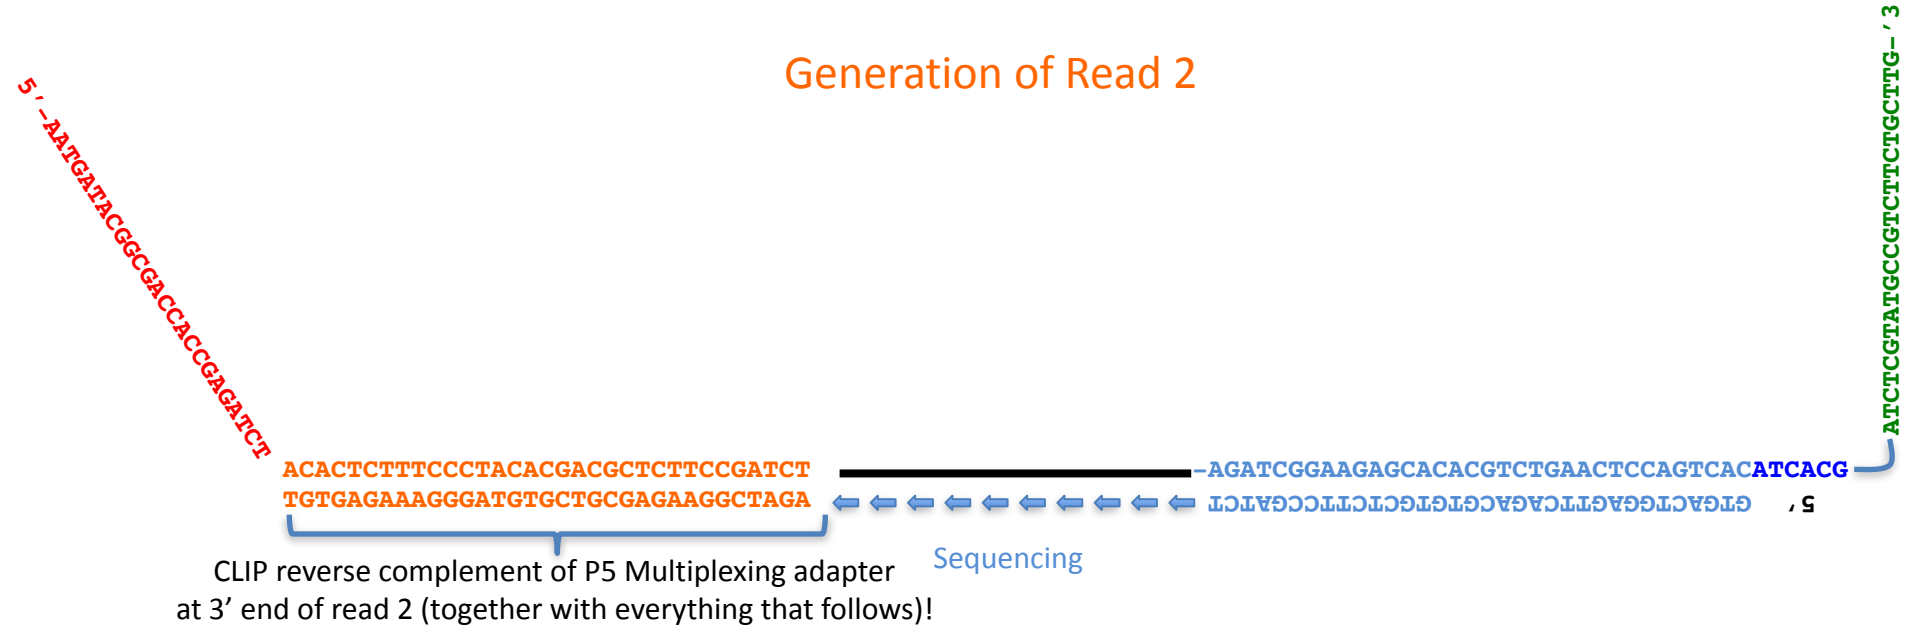 Generation of Read 2
5′-AATGATACGGCGACCACCGAGATCT
ACACTCTTTCCCTACACGACGCTCTTCCGATCT
-AGATCGGAAGAGCACACGTCTGAACTCCAGTCACATCACG
ATCTCGTATGCCGTCTTCTGCTTG-′3
TGTGAGAAAGGGATGTGCTGCGAGAAGGCTAGA
5′ GTGACTGGAGTTCAGACGTGTGCTCTTCCGATCT
Sequencing
CLIP reverse complement of P5 Multiplexing adapter
at 3’ end of read 2 (together with everything that follows)!